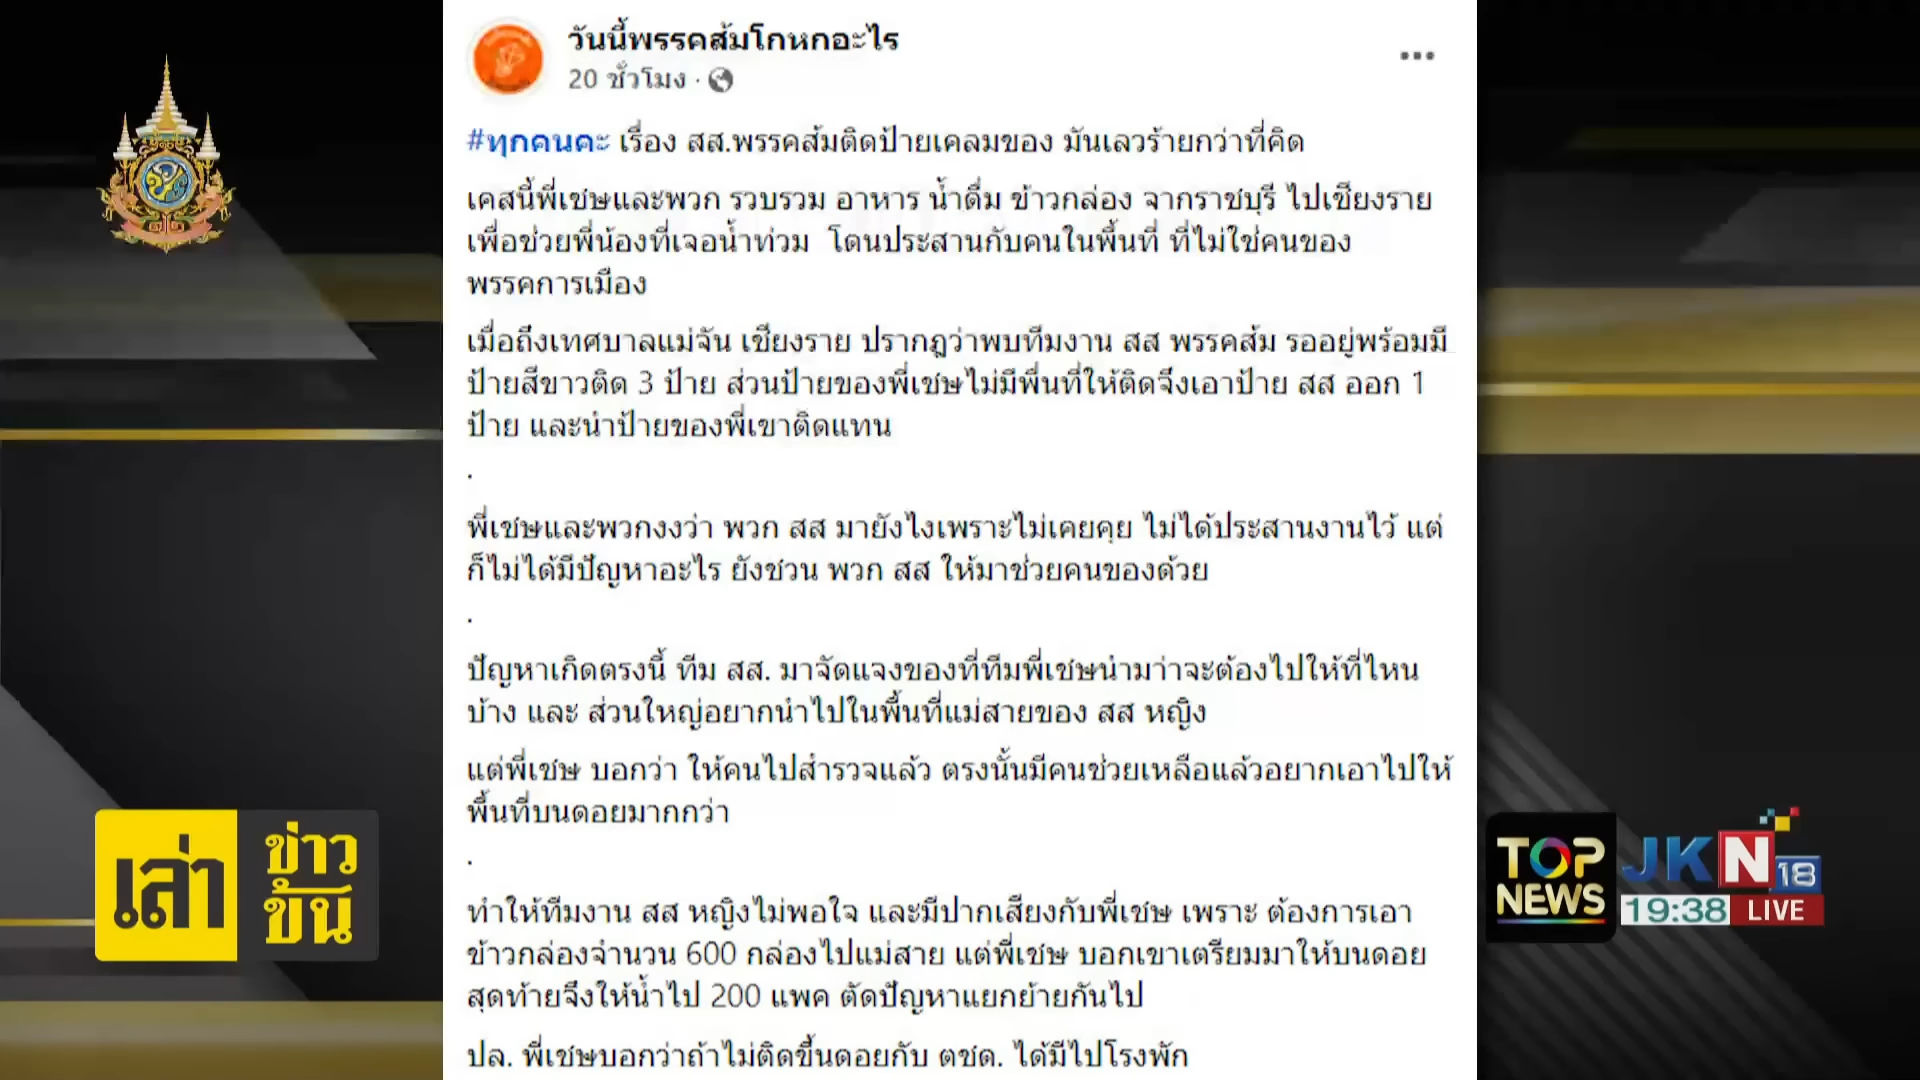 วันนี้พรรคส้มโกหกอะไร
20 ชั่วโมง ·
#ทุกคนคะ เรื่อง สส.พรรคส้มติดป้ายเคลมของ มันเลวร้ายกว่าที่คิด
เคสนี้พี่เชษและพวก รวบรวม อาหาร น้ำดื่ม ข้าวกล่อง จากราชบุรี ไปเชียงราย
เพื่อช่วยพี่น้องที่เจอน้ำท่วม โดนประสานกับคนในพื้นที่ ที่ไม่ใช่คนของ
พรรคการเมือง
เมื่อถึงเทศบาลแม่จัน เชียงราย ปรากฏว่าพบทีมงาน สส พรรคส้ม รออยู่พร้อมมี
ป้ายสีขาวติด 3 ป้าย ส่วนป้ายของพี่เชษไม่มีพื้นที่ให้ติดจึงเอาป้าย สส ออก 1
ป้าย และนำป้ายของพี่เขาติดแทน
.
พี่เชษและพวกงงว่า พวก สส มายังไงเพราะไม่เคยคุย ไม่ได้ประสานงานไว้ แต่
ก็ไม่ได้มีปัญหาอะไร ยังชวน พวก สส ให้มาช่วยคนของด้วย
.
ปัญหาเกิดตรงนี้ ทีม สส. มาจัดแจงของที่ทีมพี่เชษนำมว่าจะต้องไปให้ที่ไหน
บ้าง และ ส่วนใหญ่อยากนำไปในพื้นที่แม่สายของ สส หญิง
แต่พี่เชษ บอกว่า ให้คนไปสำรวจแล้ว ตรงนั้นมีคนช่วยเหลือแล้วอยากเอาไปให้
พื้นที่บนดอยมากกว่า
.
ทำให้ทีมงาน สส หญิงไม่พอใจ และมีปากเสียงกับพี่เชษ เพราะ ต้องการเอา
ข้าวกล่องจำนวน 600 กล่องไปแม่สาย แต่พี่เชษ บอกเขาเตรียมมาให้บนดอย
สุดท้ายจึงให้น้ำไป 200 แพค ตัดปัญหาแยกย้ายกันไป
ปล. พี่เชษบอกว่าถ้าไม่ติดขึ้นดอยกับ ตชด. ได้มีไปโรงพัก
เล่า
ข่าว
ข้น
TOP
NEWS
JKN
18
19:38
LIVE